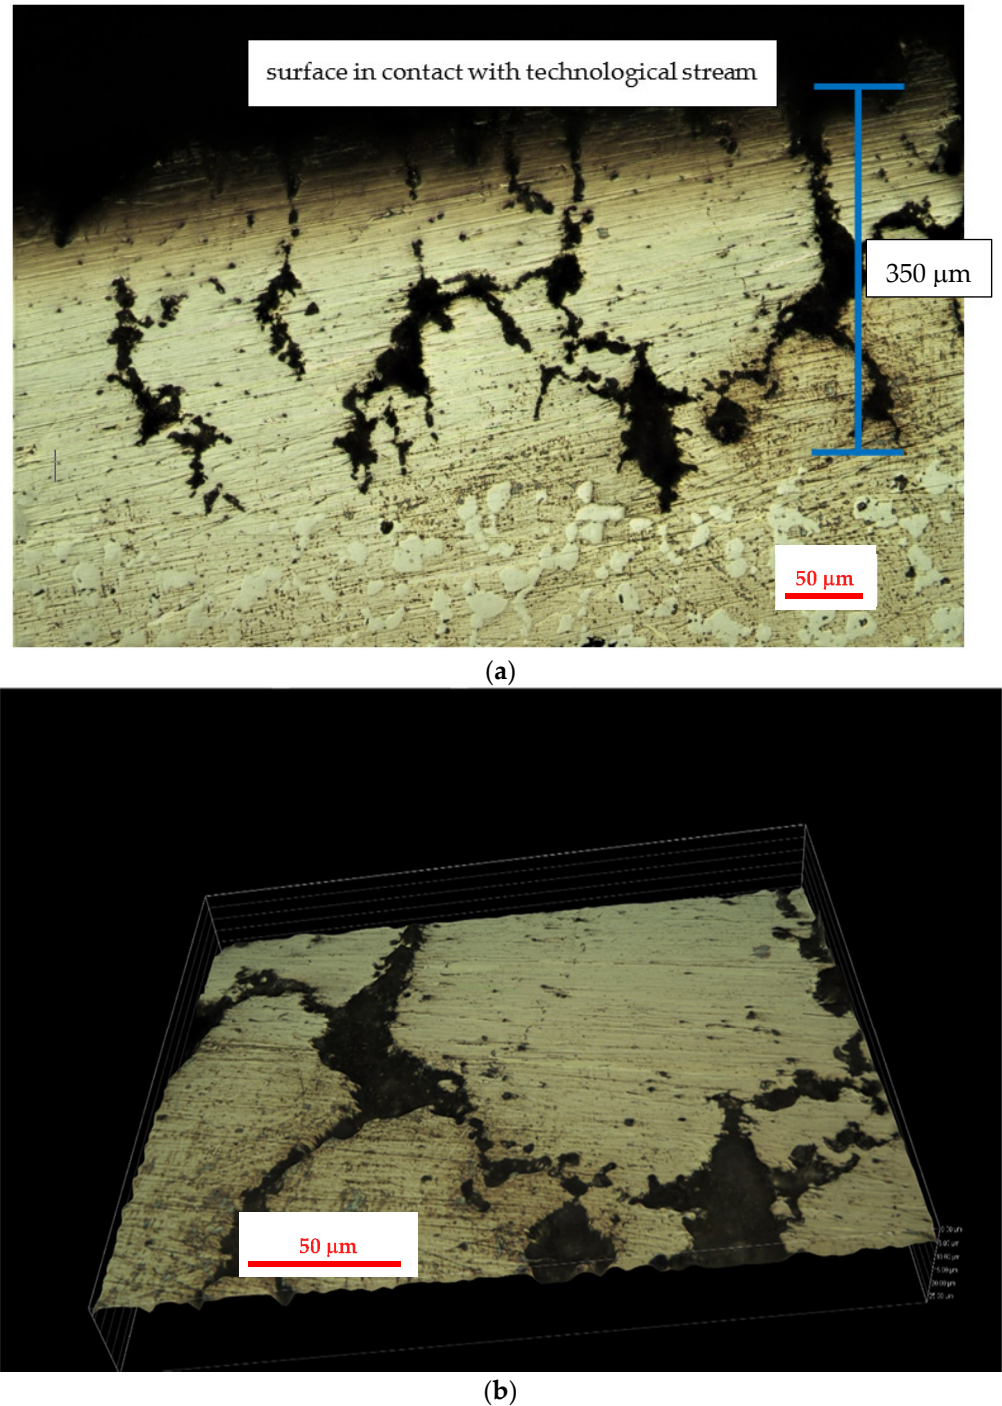 surface in contact with technological stream
350 μm
50 μm
(a)
50 μm
(b)